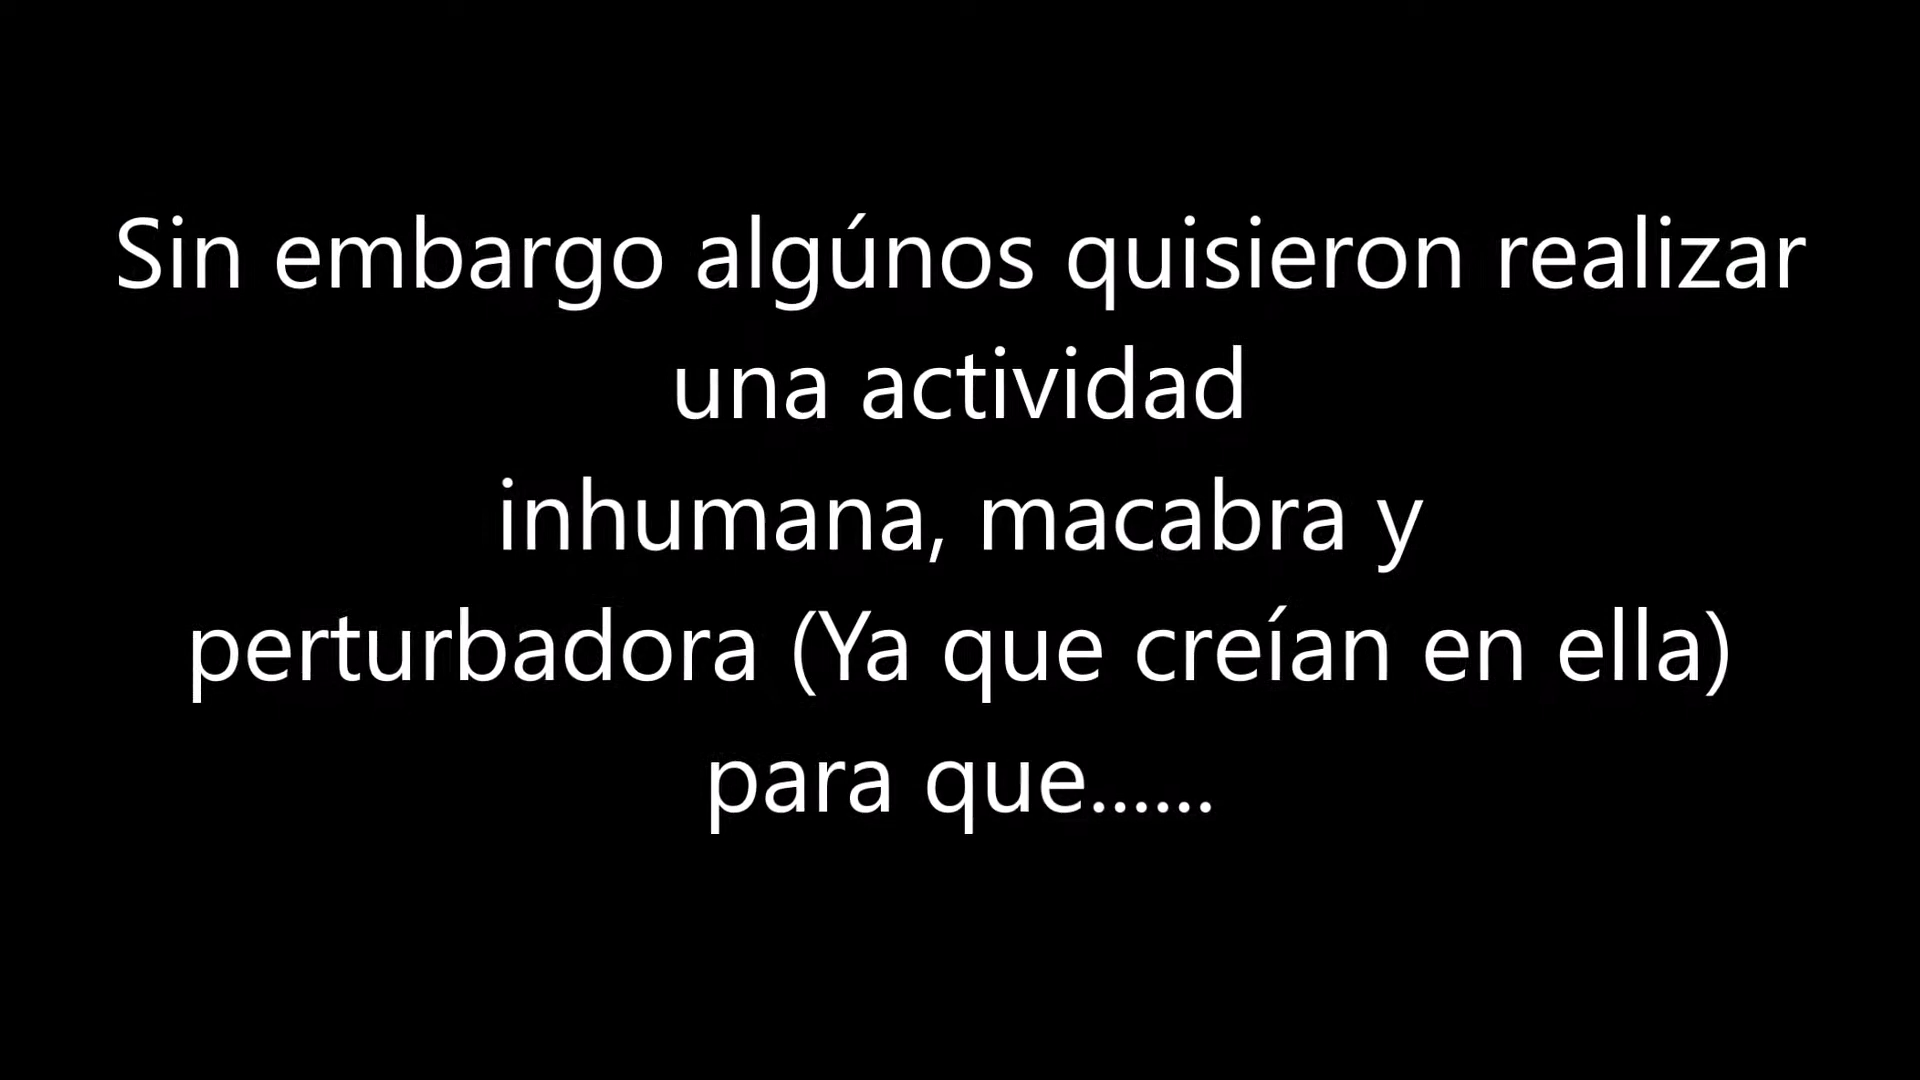 Sin embargo algúnos quisieron realizar
una actividad
inhumana, macabra y
perturbadora (Ya que creían en ella)
para que......